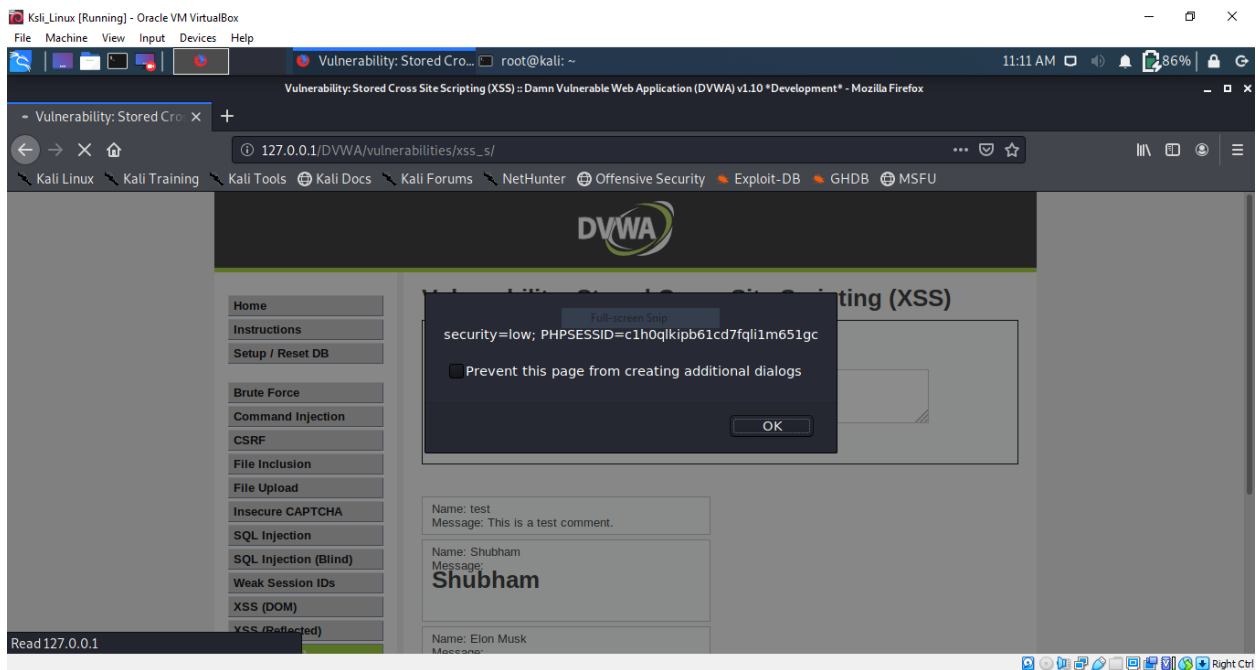 Ksli_Linux [Running] - Oracle VM VirtualBox
File Machine View Input Devices Help
Vulnerability: Stored Cro...
root@kali: ~
11:11 AM
86%
Vulnerability: Stored Cross Site Scripting (XSS) :: Damn Vulnerable Web Application (DVWA) v1.10 *Development* - Mozilla Firefox
Vulnerability: Stored Cro
127.0.0.1/DVWA/vulnerabilities/xss_s/
Kali Linux Kali Training Kali Tools Kali Docs Kali Forums NetHunter Offensive Security Exploit-DB GHDB MSFU
DVWA
Home
Instructions
Setup / Reset DB
Brute Force
Command Injection
CSRF
File Inclusion
File Upload
Insecure CAPTCHA
SQL Injection
SQL Injection (Blind)
Weak Session IDs
XSS (DOM)
XSS (Reflected)
ting (XSS)
Full-screen Snip
security=low; PHPSESSID=c1h0qlkipb61cd7fqli1m651gc
Prevent this page from creating additional dialogs
OK
Name: test
Message: This is a test comment.
Name: Shubham
Message:
Shubham
Name: Elon Musk
Message:
Read 127.0.0.1
Right Ctrl